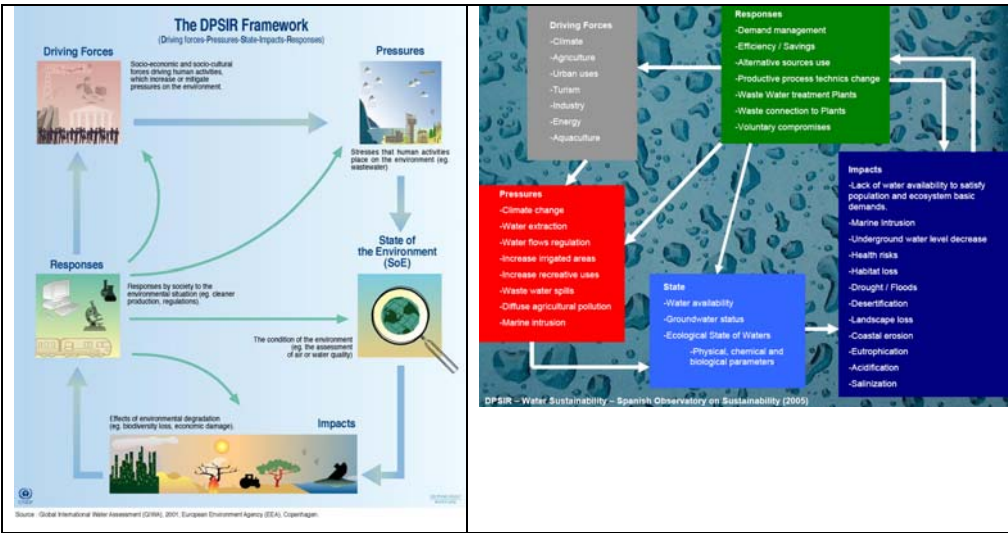 The DPSIR Framework
(Driving forces-Pressures-State-Impacts-Responses)
Driving Forces
Socio-economic and socio-cultural
forces driving human activities,
which increase or mitigate
pressures on the environment.
Pressures
Stresses that human activities
place on the environment (eg.
wastewater).
State of
the Environment
(SoE)
Responses
Responses by society to the
environmental situation (eg. cleaner
production, regulations).
The condition of the environment
(eg. the assessment
of air or water quality)
Effects of environmental degradation
(eg. biodiversity loss, economic damage).
Impacts
Source : Global International Water Assessment (GIWA), 2001; European Environment Agency (EEA), Copenhagen.
Driving Forces
-Climate
-Agriculture
-Urban uses
-Turism
-Industry
-Energy
-Aquaculture
Responses
-Demand management
-Efficiency / Savings
-Alternative sources use
-Productive process technics change
-Waste Water treatment Plants
-Waste connection to Plants
-Voluntary compromises
Pressures
-Climate change
-Water extraction
-Water flows regulation
-Increase irrigated areas
-Increase recreative uses
-Waste water spills
-Diffuse agricultural pollution
-Marine intrusion
State
-Water availability
-Groundwater status
-Ecological State of Waters
-Physical, chemical and
biological parameters
Impacts
-Lack of water availability to satisfy
population and ecosystem basic
demands.
-Marine Intrusion
-Underground water level decrease
-Health risks
-Habitat loss
-Drought / Floods
-Desertification
-Landscape loss
-Coastal erosion
-Eutrophication
-Acidification
-Salinization
DPSIR – Water Sustainability – Spanish Observatory on Sustainability (2005)